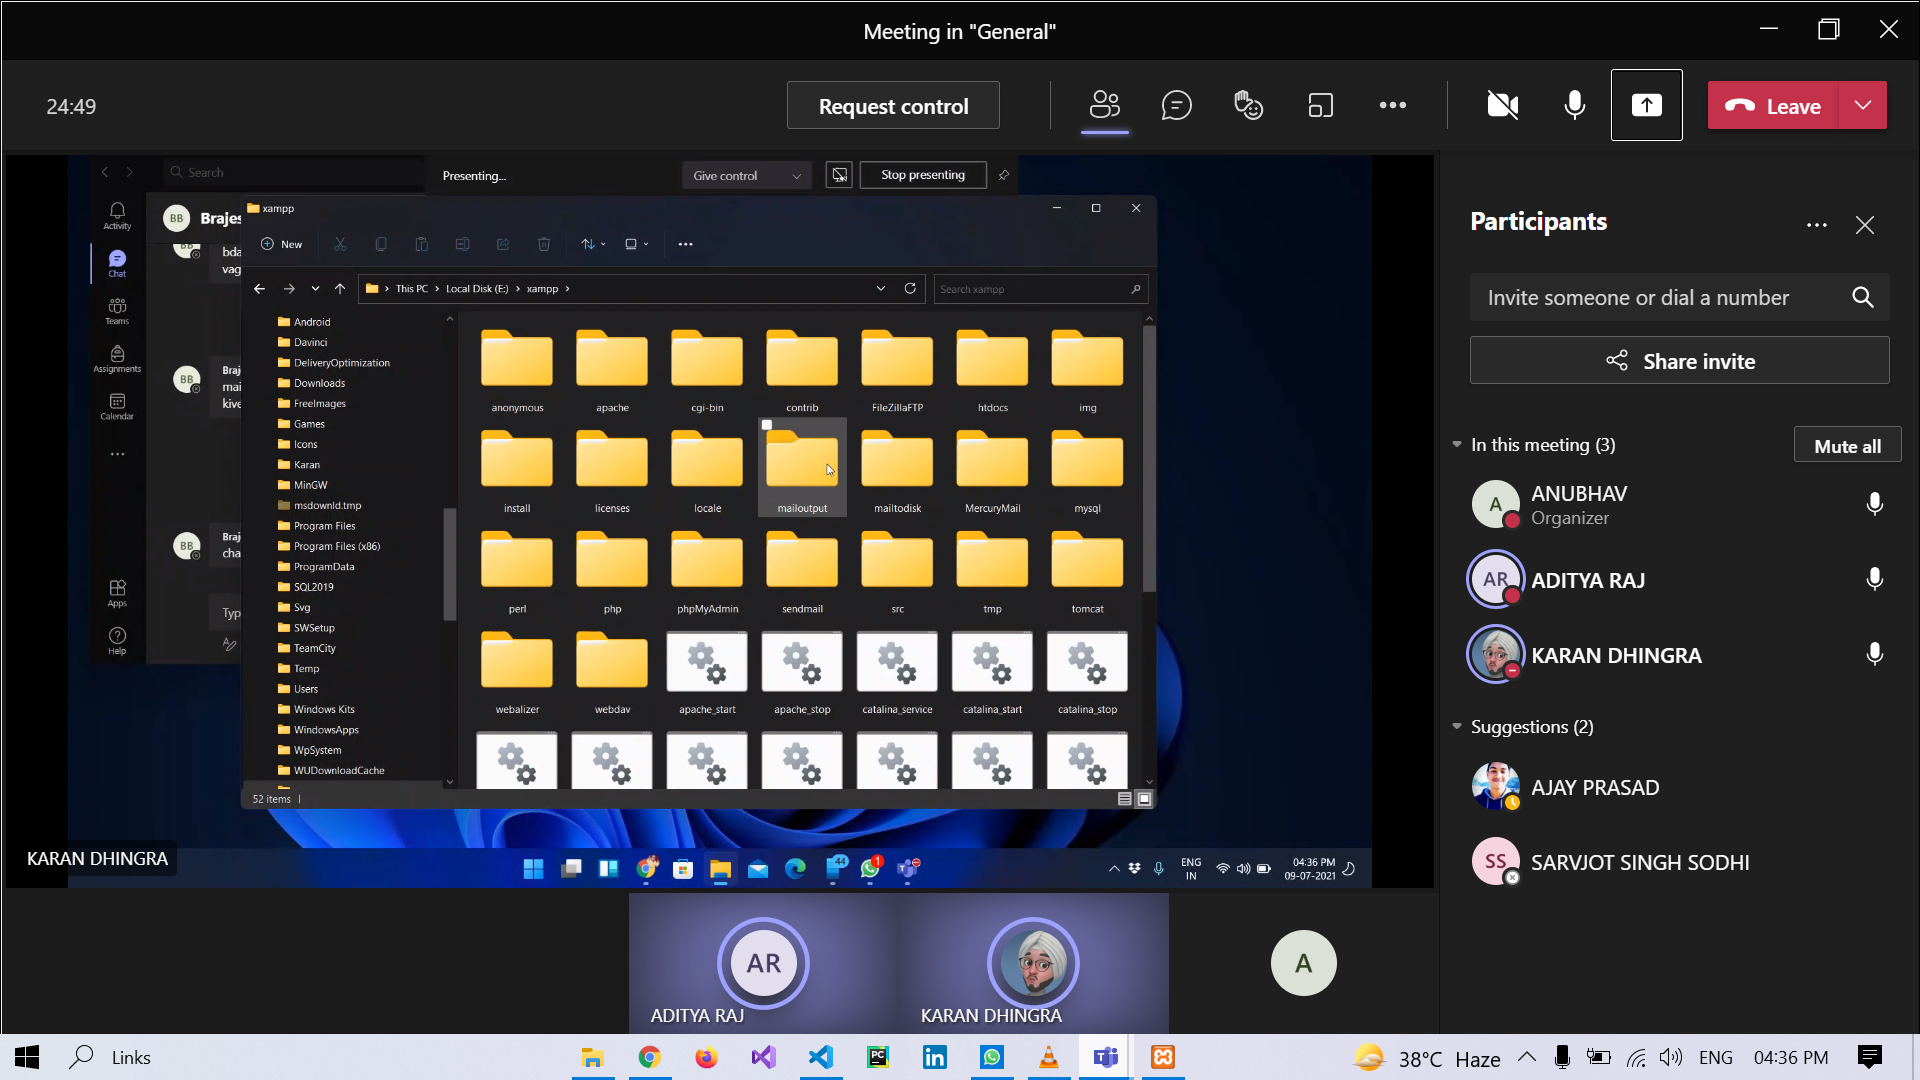 Meeting in "General"
24:49
Request control
Leave
Search
Presenting...
Give control
Stop presenting
Activity
Chat
Teams
Assignments
Calendar
Apps
Help
BB
Brajes
BB
bda
vag
BB
Braj
mai
kive
BB
Braj
cha
Typ
xampp
New
This PC
Local Disk (E:)
xampp
Search xampp
Android
Davinci
DeliveryOptimization
Downloads
FreeImages
Games
Icons
Karan
MinGW
msdownld.tmp
Program Files
Program Files (x86)
ProgramData
SQL2019
Svg
SWSetup
TeamCity
Temp
Users
Windows Kits
WindowsApps
WpSystem
WUDownloadCache
anonymous apache cgi-bin contrib FileZillaFTP htdocs img
install licenses locale mailoutput mailtodisk MercuryMail mysql
perl php phpMyAdmin sendmail src tmp tomcat
webalizer webdav apache_start apache_stop catalina_service catalina_start catalina_stop
52 items
KARAN DHINGRA
44
1
ENG
IN
04:36 PM
09-07-2021
Participants
Invite someone or dial a number
Share invite
In this meeting (3)
Mute all
A
ANUBHAV
Organizer
AR
ADITYA RAJ
KARAN DHINGRA
Suggestions (2)
AJAY PRASAD
SS
SARVJOT SINGH SODHI
AR
ADITYA RAJ
KARAN DHINGRA
A
Links
PC
38°C Haze
ENG
04:36 PM